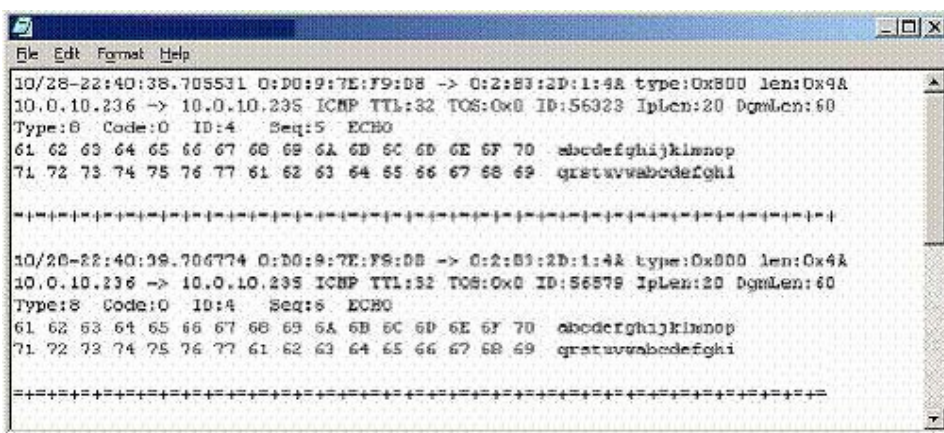 File Edit Format Help
10/28-22:40:38.705531 0:D0:9:7E:F9:DB -> 0:2:B3:2D:1:4A type:0x800 len:0x4A
10.0.10.236 -> 10.0.10.235 ICMP TTL:32 TOS:0x0 ID:56323 IpLen:20 DgmLen:60
Type:8 Code:0 ID:4 Seq:5 ECHO
61 62 63 64 65 66 67 68 69 6A 6B 6C 6D 6E 6F 70 abcdefghijklmnop
71 72 73 74 75 76 77 61 62 63 64 65 66 67 68 69 qrstuvwabcdefghi
=+=+=+=+=+=+=+=+=+=+=+=+=+=+=+=+=+=+=+=+=+=+=+=+=+=+=+=+=+=+=+=+=+=+=+=+=+
10/28-22:40:39.706774 0:D0:9:7E:F9:DB -> 0:2:B3:2D:1:4A type:0x800 len:0x4A
10.0.10.236 -> 10.0.10.235 ICMP TTL:32 TOS:0x0 ID:56579 IpLen:20 DgmLen:60
Type:8 Code:0 ID:4 Seq:6 ECHO
61 62 63 64 65 66 67 68 69 6A 6B 6C 6D 6E 6F 70 abcdefghijklmnop
71 72 73 74 75 76 77 61 62 63 64 65 66 67 68 69 qrstuvwabcdefghi
=+=+=+=+=+=+=+=+=+=+=+=+=+=+=+=+=+=+=+=+=+=+=+=+=+=+=+=+=+=+=+=+=+=+=+=+=